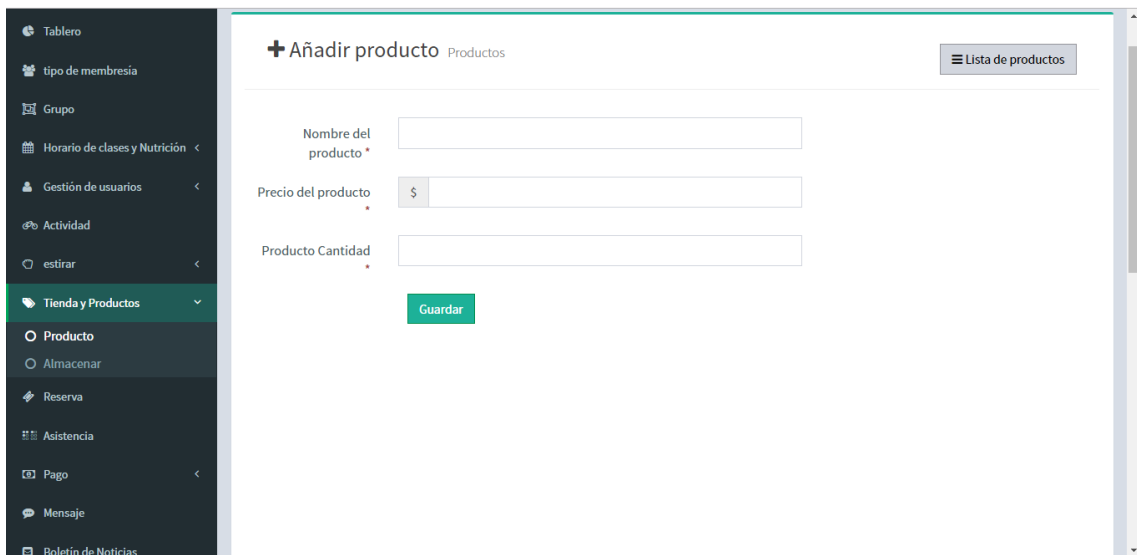 Tablero
tipo de membresía
Grupo
Horario de clases y Nutrición
Gestión de usuarios
Actividad
estirar
Tienda y Productos
Producto
Almacenar
Reserva
Asistencia
Pago
Mensaje
Boletín de Noticias
Añadir producto Productos
Lista de productos
Nombre del
producto *
Precio del producto
*
$
Producto Cantidad
*
Guardar